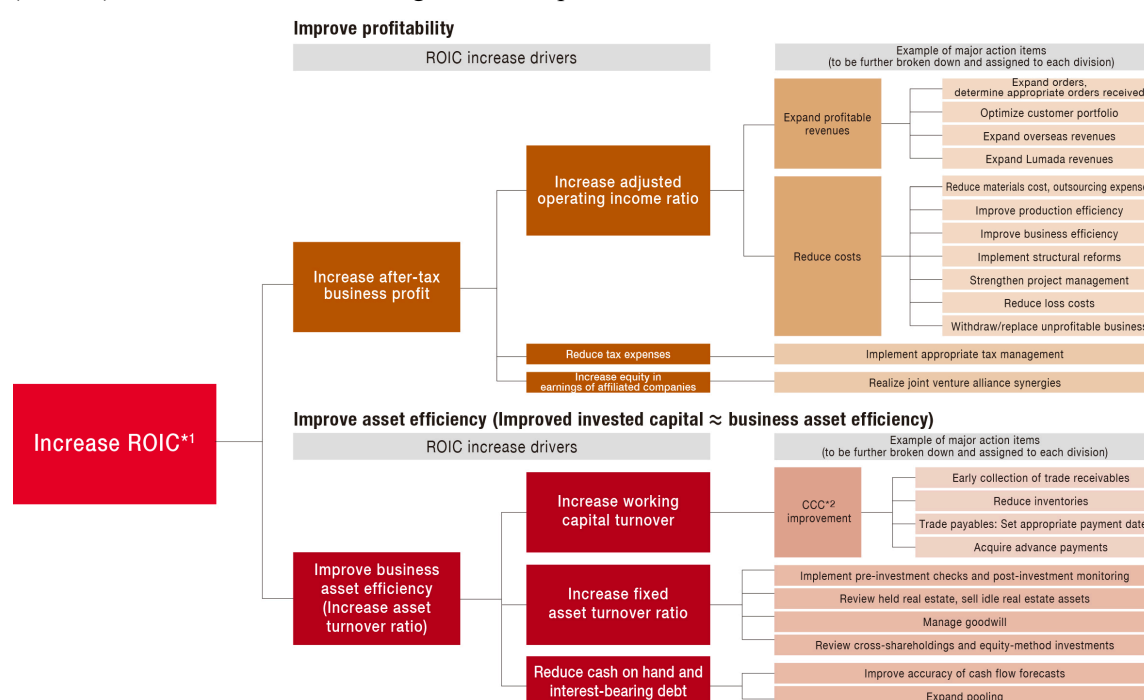 Improve profitability
ROIC increase drivers
Example of major action items
(to be further broken down and assigned to each division)
Expand profitable
revenues
Expand orders,
determine appropriate orders received
Optimize customer portfolio
Expand overseas revenues
Expand Lumada revenues
Increase adjusted
operating income ratio
Reduce costs
Reduce materials cost, outsourcing
Improve production efficiency
Improve business efficiency
Implement structural reforms
Strengthen project management
Reduce loss costs
Withdraw/replace unprofitable
Increase after-tax
business profit
Reduce tax expenses
Implement appropriate tax management
Increase equity in
earnings of affiliated companies
Realize joint venture alliance synergies
Increase ROIC*1
Improve asset efficiency (Improved invested capital ≈ business asset efficiency)
ROIC increase drivers
Example of major action items
(to be further broken down and assigned to each division)
Increase working
capital turnover
CCC*2
improvement
Early collection of trade receivables
Reduce inventories
Trade payables: Set appropriate payment
Acquire advance payments
Improve business
asset efficiency
(Increase asset
turnover ratio)
Increase fixed
asset turnover ratio
Implement pre-investment checks and post-investment monitoring
Review held real estate, sell idle real estate assets
Manage goodwill
Review cross-shareholdings and equity-method investments
Reduce cash on hand and
interest-bearing debt
Improve accuracy of cash flow forecasts
Expand pooling